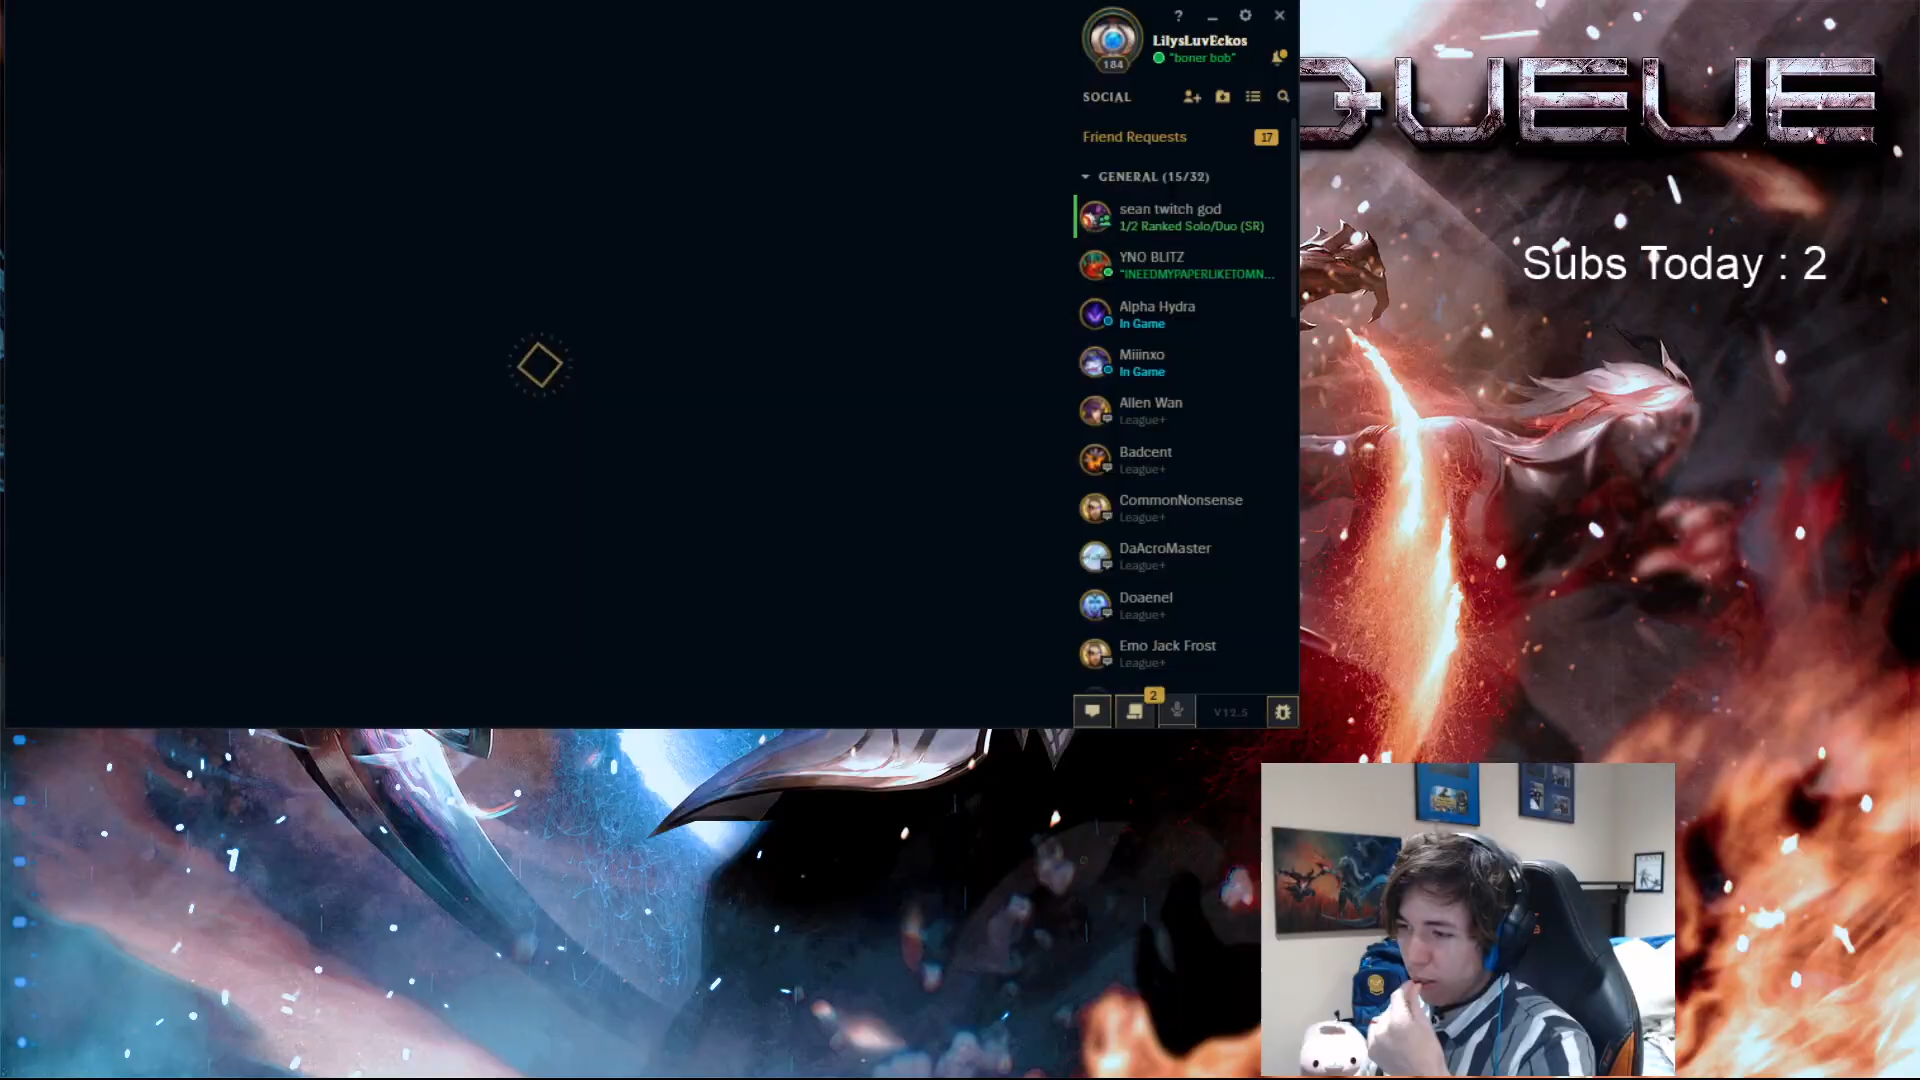 LilysLuvEckos
184
"boner bob"
SOCIAL
Friend Requests
17
GENERAL (15/32)
sean twitch god
1/2 Ranked Solo/Duo (SR)
YNO BLITZ
"INEEDMYPAPERLIKETOMN...
Alpha Hydra
In Game
Miiinxo
In Game
Allen Wan
League+
Badcent
League+
CommonNonsense
League+
DaAcroMaster
League+
Doaenel
League+
Emo Jack Frost
League+
2
V12.5
QUEUE
Subs Today : 2